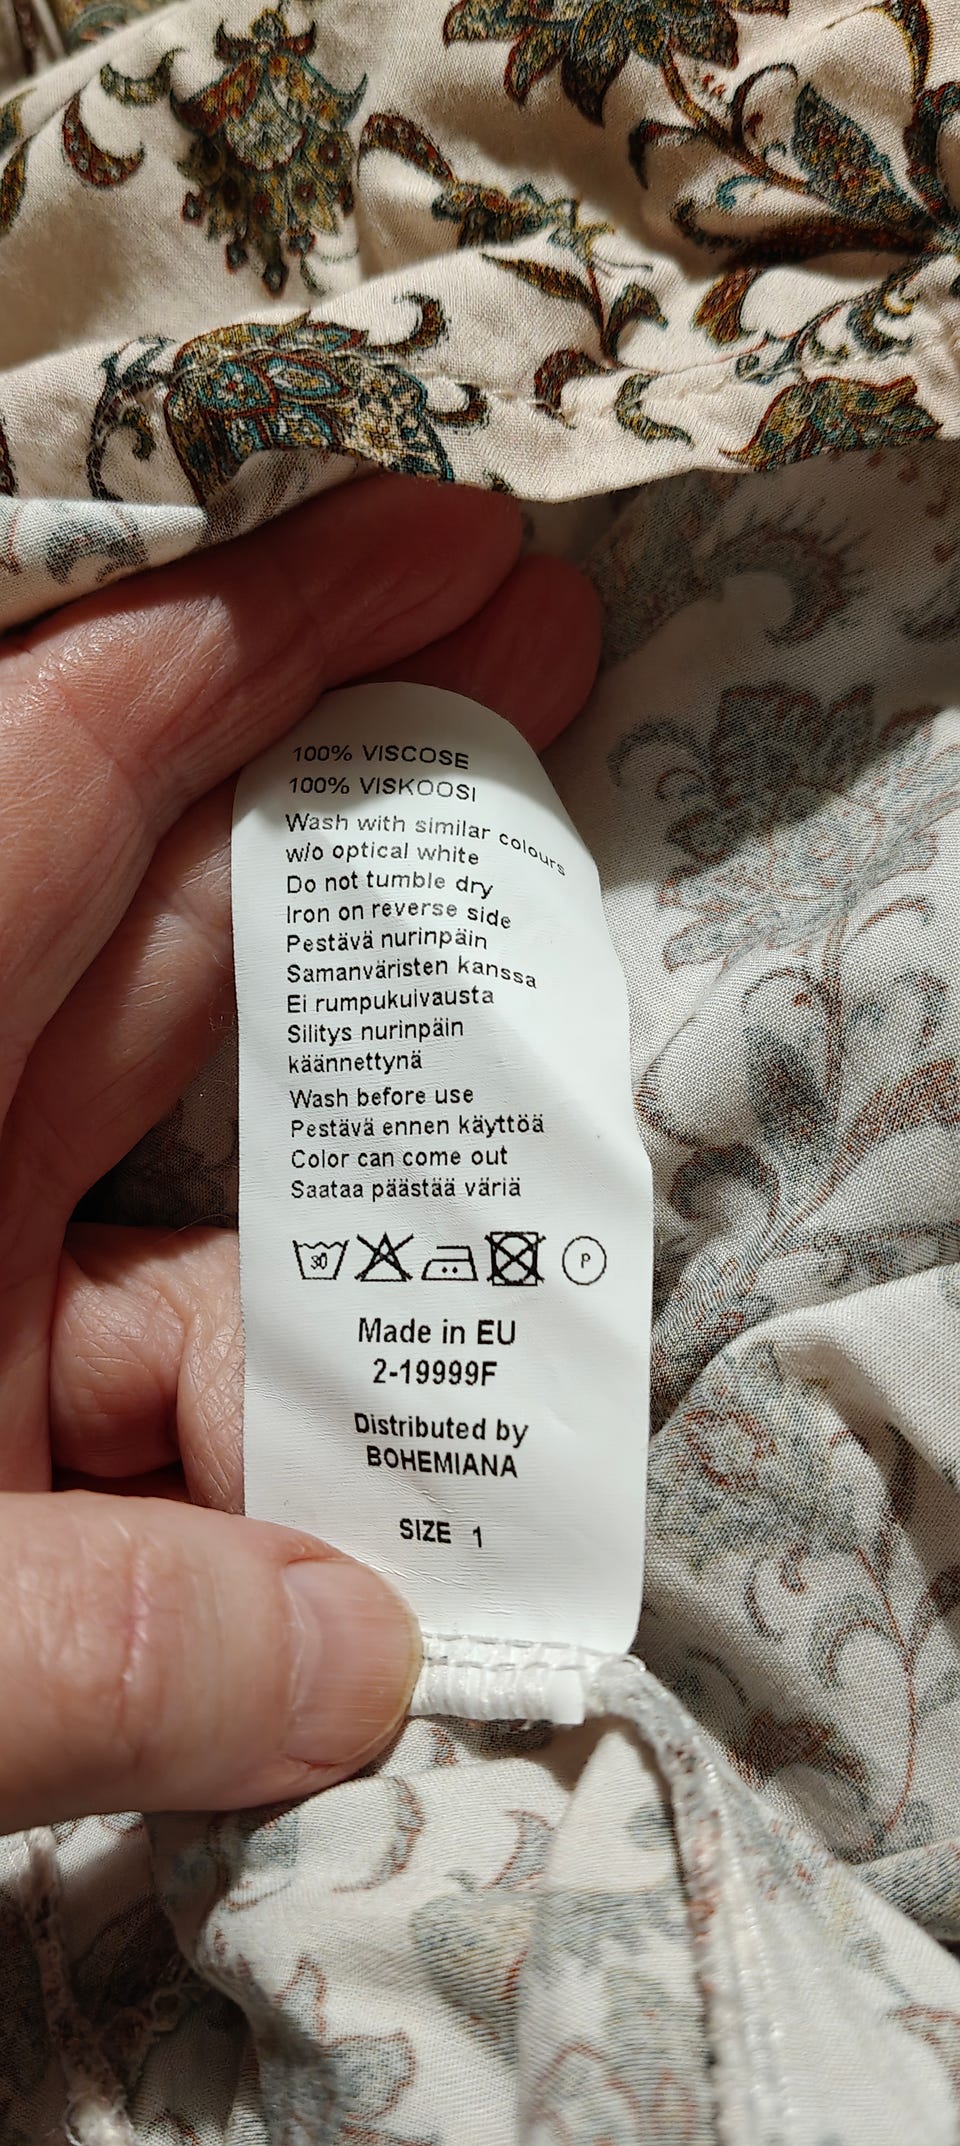 100% VISCOSE
100% VISKOOSI
Wash with similar colours
w/o optical white
Do not tumble dry
Iron on reverse side
Pestävä nurinpäin
Samanväristen kanssa
Ei rumpukuivausta
Silitys nurinpäin
käännettynä
Wash before use
Pestävä ennen käyttöä
Color can come out
Saataa päästää väriä
30 P
Made in EU
2-19999F
Distributed by
BOHEMIANA
SIZE 1